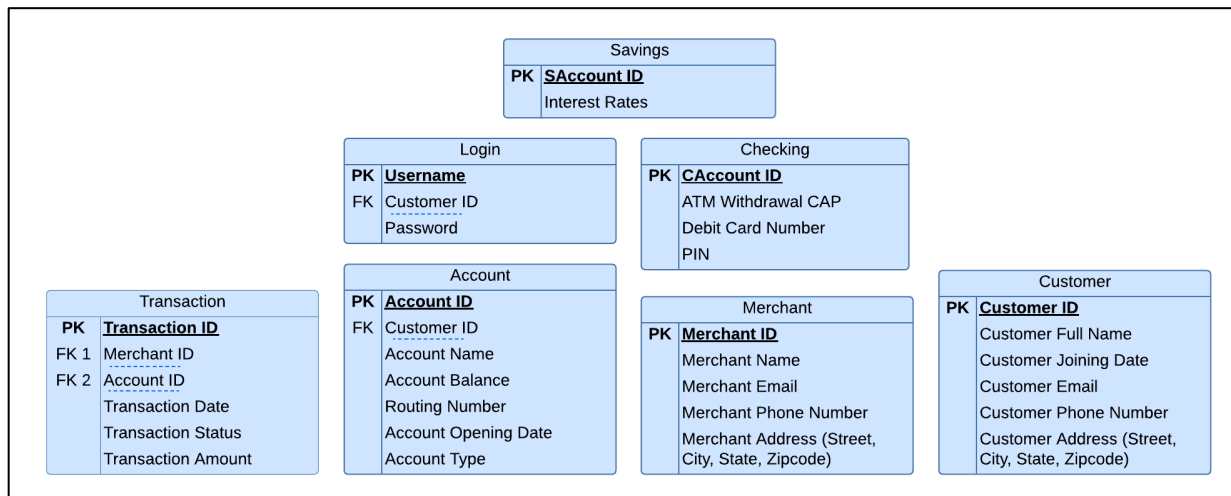 Savings
PK SAccount ID
Interest Rates
Login
PK Username
FK Customer ID
Password
Checking
PK CAccount ID
ATM Withdrawal CAP
Debit Card Number
PIN
Transaction
PK Transaction ID
FK 1 Merchant ID
FK 2 Account ID
Transaction Date
Transaction Status
Transaction Amount
Account
PK Account ID
FK Customer ID
Account Name
Account Balance
Routing Number
Account Opening Date
Account Type
Merchant
PK Merchant ID
Merchant Name
Merchant Email
Merchant Phone Number
Merchant Address (Street,
City, State, Zipcode)
Customer
PK Customer ID
Customer Full Name
Customer Joining Date
Customer Email
Customer Phone Number
Customer Address (Street,
City, State, Zipcode)